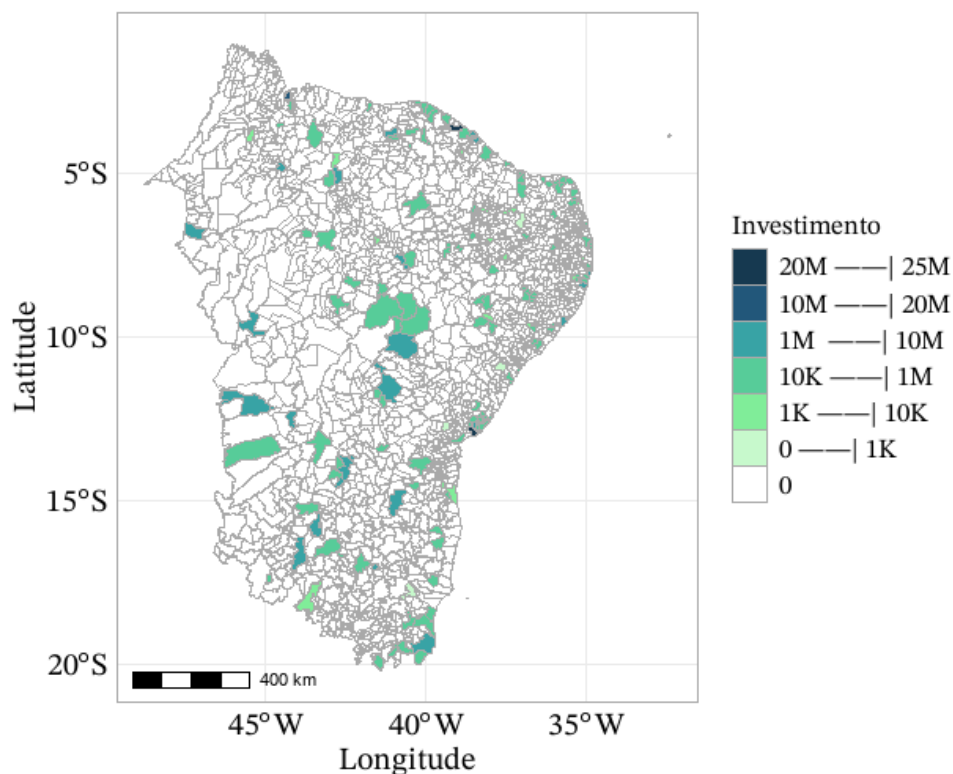 5°S
10°S
15°S
20°S
Latitude
45°W
40°W
35°W
Longitude
400 km
Investimento
20M ——| 25M
10M ——| 20M
1M ——| 10M
10K ——| 1M
1K ——| 10K
0 ——| 1K
0